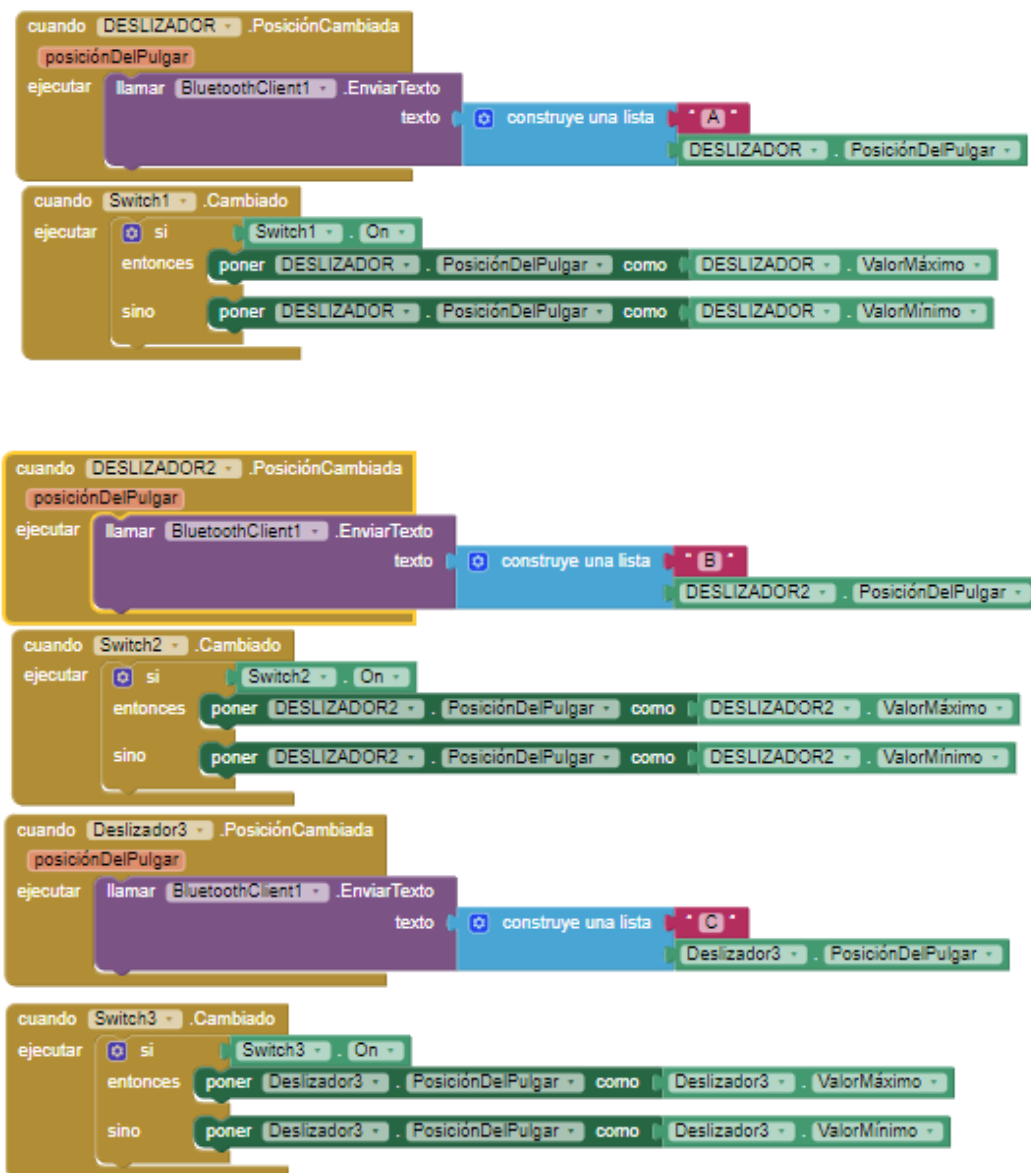 cuando DESLIZADOR .PosiciónCambiada
posiciónDelPulgar
ejecutar llamar BluetoothClient1 .EnviarTexto
texto construye una lista " A "
DESLIZADOR . PosiciónDelPulgar
cuando Switch1 .Cambiado
ejecutar si Switch1 . On
entonces poner DESLIZADOR . PosiciónDelPulgar como DESLIZADOR . ValorMáximo
sino poner DESLIZADOR . PosiciónDelPulgar como DESLIZADOR . ValorMínimo
cuando DESLIZADOR2 .PosiciónCambiada
posiciónDelPulgar
ejecutar llamar BluetoothClient1 .EnviarTexto
texto construye una lista " B "
DESLIZADOR2 . PosiciónDelPulgar
cuando Switch2 .Cambiado
ejecutar si Switch2 . On
entonces poner DESLIZADOR2 . PosiciónDelPulgar como DESLIZADOR2 . ValorMáximo
sino poner DESLIZADOR2 . PosiciónDelPulgar como DESLIZADOR2 . ValorMínimo
cuando Deslizador3 .PosiciónCambiada
posiciónDelPulgar
ejecutar llamar BluetoothClient1 .EnviarTexto
texto construye una lista " C "
Deslizador3 . PosiciónDelPulgar
cuando Switch3 .Cambiado
ejecutar si Switch3 . On
entonces poner Deslizador3 . PosiciónDelPulgar como Deslizador3 . ValorMáximo
sino poner Deslizador3 . PosiciónDelPulgar como Deslizador3 . ValorMínimo